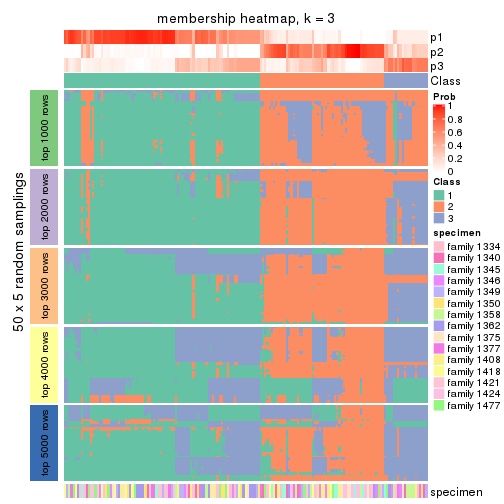 membership heatmap, k = 3
p1
p2
p3
Class
50 x 5 random samplings
top 1000 rows
top 2000 rows
top 3000 rows
top 4000 rows
top 5000 rows
specimen
Prob
1
0.8
0.6
0.4
0.2
0
Class
1
2
3
specimen
family 1334
family 1340
family 1345
family 1346
family 1349
family 1350
family 1358
family 1362
family 1375
family 1377
family 1408
family 1418
family 1421
family 1424
family 1477